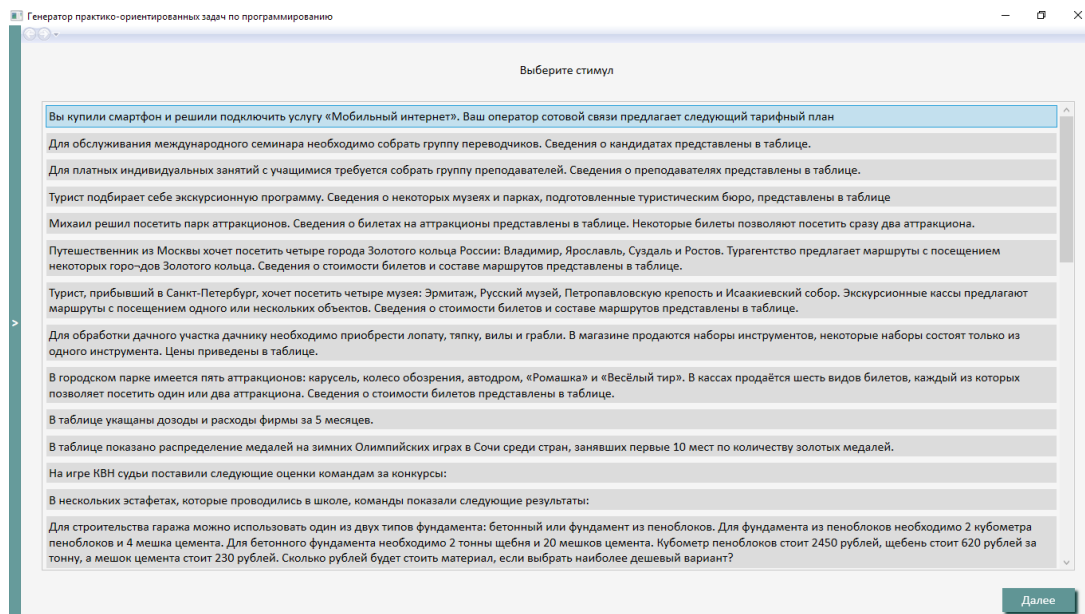 Генератор практико-ориентированных задач по программированию
Выберите стимул
Вы купили смартфон и решили подключить услугу «Мобильный интернет». Ваш оператор сотовой связи предлагает следующий тарифный план
Для обслуживания международного семинара необходимо собрать группу переводчиков. Сведения о кандидатах представлены в таблице.
Для платных индивидуальных занятий с учащимися требуется собрать группу преподавателей. Сведения о преподавателях представлены в таблице.
Турист подбирает себе экскурсионную программу. Сведения о некоторых музеях и парках, подготовленные туристическим бюро, представлены в таблице
Михаил решил посетить парк аттракционов. Сведения о билетах на аттракционы представлены в таблице. Некоторые билеты позволяют посетить сразу два аттракциона.
Путешественник из Москвы хочет посетить четыре города Золотого кольца России: Владимир, Ярославль, Суздаль и Ростов. Турагентство предлагает маршруты с посещением
некоторых горо¬дов Золотого кольца. Сведения о стоимости билетов и составе маршрутов представлены в таблице.
Турист, прибывший в Санкт-Петербург, хочет посетить четыре музея: Эрмитаж, Русский музей, Петропавловскую крепость и Исаакиевский собор. Экскурсионные кассы предлагают
маршруты с посещением одного или нескольких объектов. Сведения о стоимости билетов и составе маршрутов представлены в таблице.
>
Для обработки дачного участка дачнику необходимо приобрести лопату, тяпку, вилы и грабли. В магазине продаются наборы инструментов, некоторые наборы состоят только из
одного инструмента. Цены приведены в таблице.
В городском парке имеется пять аттракционов: карусель, колесо обозрения, автодром, «Ромашка» и «Весёлый тир». В кассах продаётся шесть видов билетов, каждый из которых
позволяет посетить один или два аттракциона. Сведения о стоимости билетов представлены в таблице.
В таблице укащаны дозоды и расходы фирмы за 5 месяцев.
В таблице показано распределение медалей на зимних Олимпийских играх в Сочи среди стран, занявших первые 10 мест по количеству золотых медалей.
На игре КВН судьи поставили следующие оценки командам за конкурсы:
В нескольких эстафетах, которые проводились в школе, команды показали следующие результаты:
Для строительства гаража можно использовать один из двух типов фундамента: бетонный или фундамент из пеноблоков. Для фундамента из пеноблоков необходимо 2 кубометра
пеноблоков и 4 мешка цемента. Для бетонного фундамента необходимо 2 тонны щебня и 20 мешков цемента. Кубометр пеноблоков стоит 2450 рублей, щебень стоит 620 рублей за
тонну, а мешок цемента стоит 230 рублей. Сколько рублей будет стоить материал, если выбрать наиболее дешевый вариант?
Далее